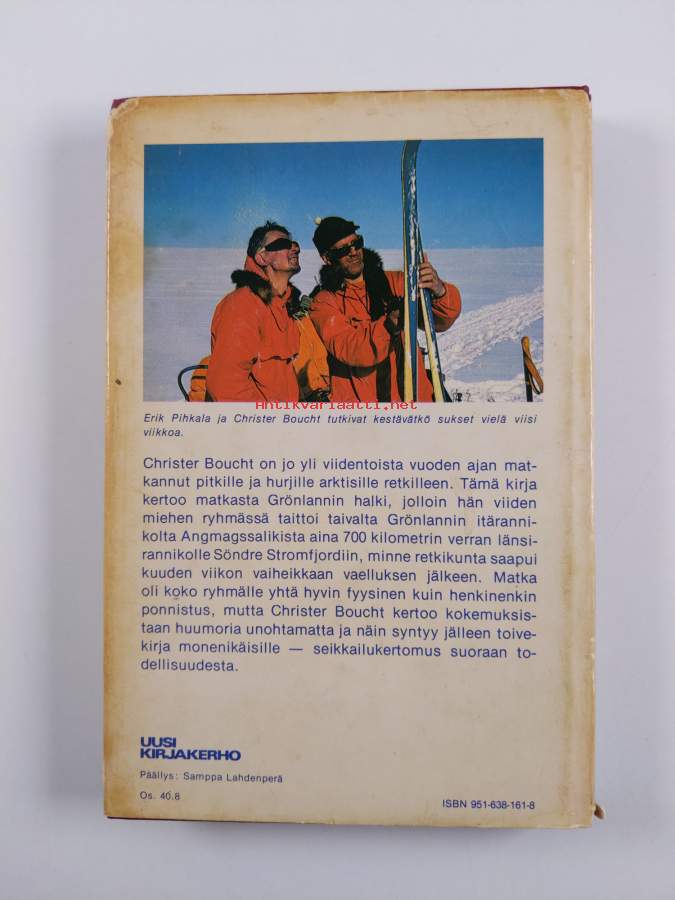 Antikvariaatti.net
Erik Pihkala ja Christer Boucht tutkivat kestävätkö sukset vielä viisi
viikkoa.
Christer Boucht on jo yli viidentoista vuoden ajan mat-
kannut pitkille ja hurjille arktisille retkilleen. Tämä kirja
kertoo matkasta Grönlannin halki, jolloin hän viiden
miehen ryhmässä taittoi taivalta Grönlannin itäranni-
kolta Angmagssalikista aina 700 kilometrin verran länsi-
rannikolle Söndre Stromfjordiin, minne retkikunta saapui
kuuden viikon vaiheikkaan vaelluksen jälkeen. Matka
oli koko ryhmälle yhtä hyvin fyysinen kuin henkinenkin
ponnistus, mutta Christer Boucht kertoo kokemuksis-
taan huumoria unohtamatta ja näin syntyy jälleen toive-
kirja monenikäisille — seikkailukertomus suoraan to-
dellisuudesta.
UUSI
KIRJAKERHO
Päällys: Samppa Lahdenperä
Os. 40.8
ISBN 951-638-161-8